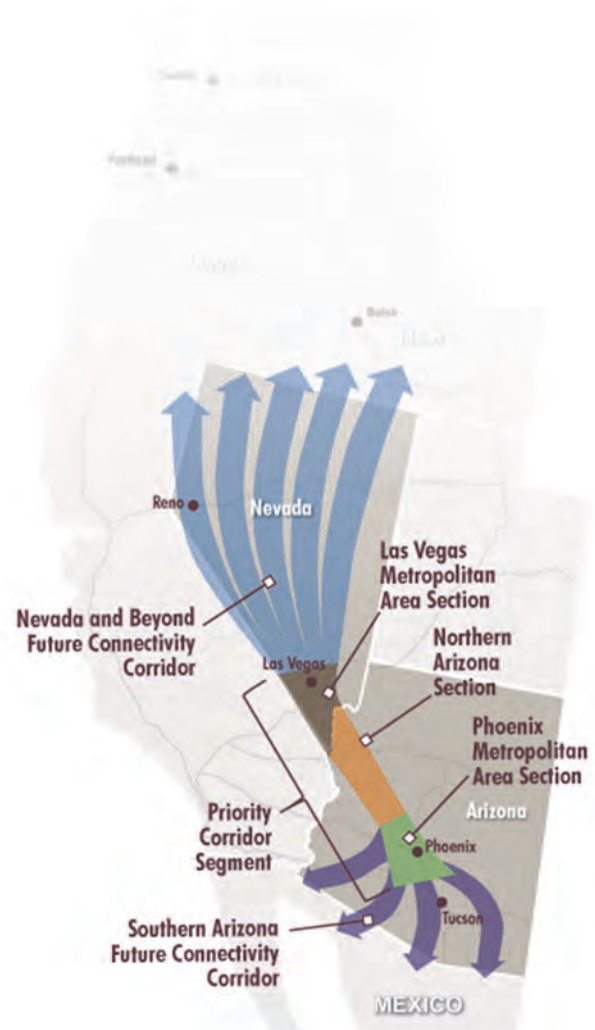 Boise
Reno
Nevada
Las Vegas
Metropolitan
Area Section
Nevada and Beyond
Future Connectivity
Corridor
Northern
Arizona
Section
Las Vegas
Phoenix
Metropolitan
Area Section
Priority
Corridor
Segment
Arizona
Phoenix
Tucson
Southern Arizona
Future Connectivity
Corridor
MEXICO